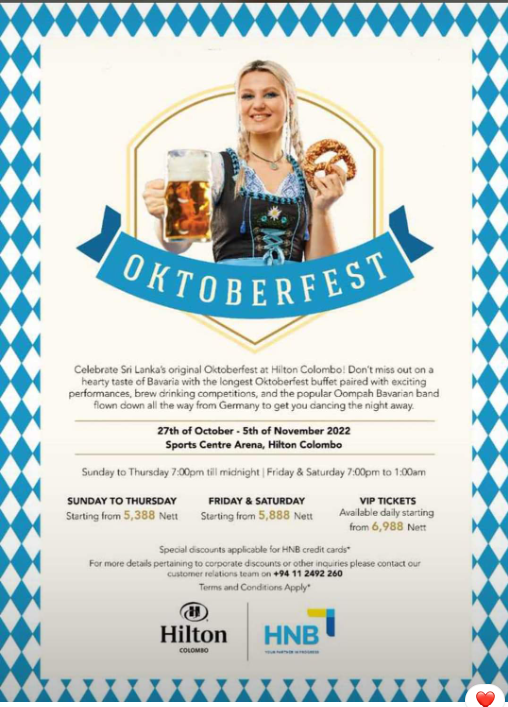 OKTOBERFEST
Celebrate Sri Lanka's original Oktoberfest at Hilton Colombo! Don't miss out on a
hearty taste of Bavaria with the longest Oktoberfest buffet paired with exciting
performances, brew drinking competitions, and the popular Oompah Bavarian band
flown down all the way from Germany to get you dancing the night away.
27th of October - 5th of November 2022
Sports Centre Arena, Hilton Colombo
Sunday to Thursday 7:00pm till midnight | Friday & Saturday 7:00pm to 1:00am
SUNDAY TO THURSDAY
Starting from 5,388 Nett
FRIDAY & SATURDAY
Starting from 5,888 Nett
VIP TICKETS
Available daily starting
from 6,988 Nett
Special discounts applicable for HNB credit cards*
For more details pertaining to corporate discounts or other inquiries please contact our
customer relations team on +94 11 2492 260
Terms and Conditions Apply*
H
Hilton
COLOMBO
HNB
YOUR PARTNER IN PROGRESS